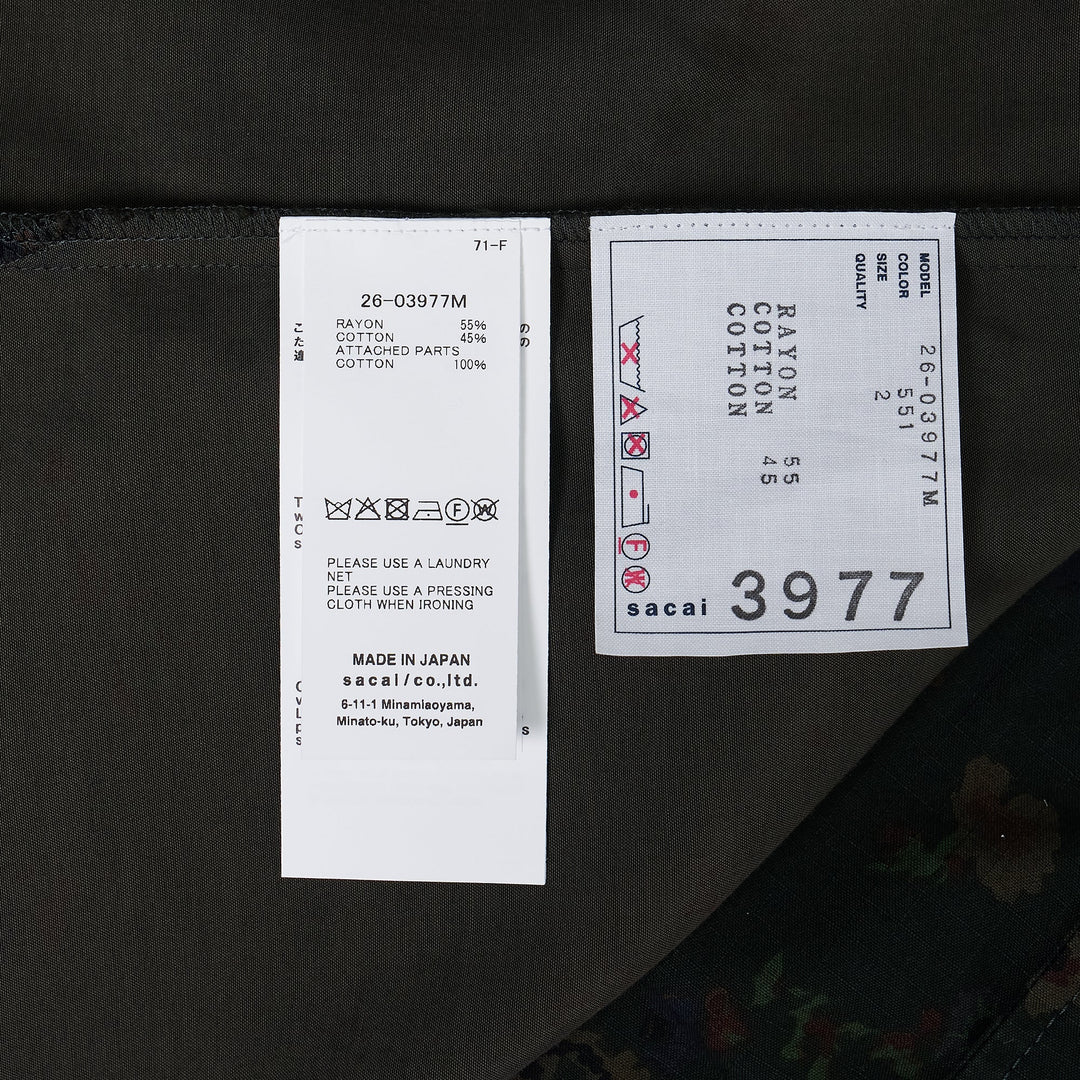 71-F
26-03977M
RAYON 55%
COTTON 45%
ATTACHED PARTS
COTTON 100%
PLEASE USE A LAUNDRY
NET
PLEASE USE A PRESSING
CLOTH WHEN IRONING
MADE IN JAPAN
sacai/co.,ltd.
6-11-1 Minamiaoyama,
Minato-ku, Tokyo, Japan
MODEL 26-03977M
COLOR 551
SIZE 2
QUALITY
RAYON 55
COTTON 45
COTTON
sacai 3977